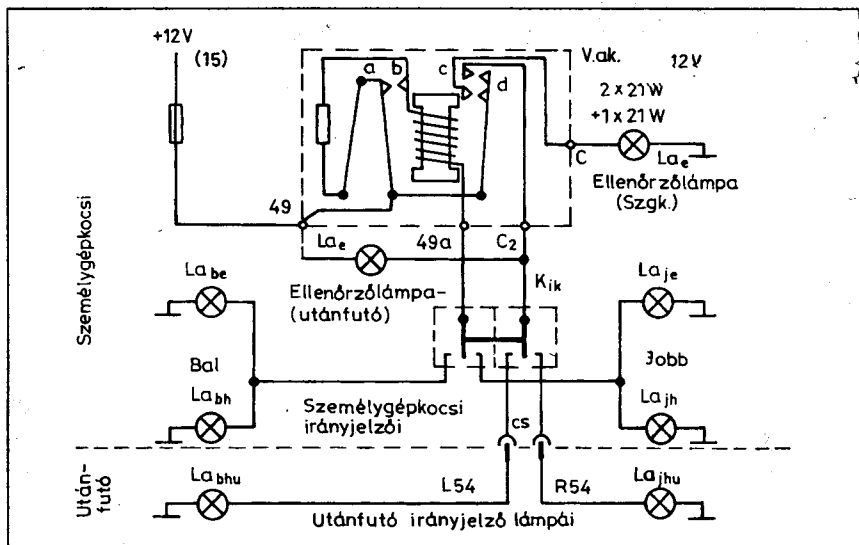 +12V
(15)
V.ak. 12V
2 x 21W
+1 x 21W
a
b
c
d
C
La e
Ellenőrzőlámpa
(Szgk.)
49
La e
49a
C2
Ellenőrzőlámpa-
(utánfutó)
K ik
Személygépkocsi
La be
La je
Bal
Jobb
La bh
La jh
Személygépkocsi
irányjelzői
cs
Után-
futó
La bhu
L54
R54
La jhu
Utánfutó irányjelző lámpái